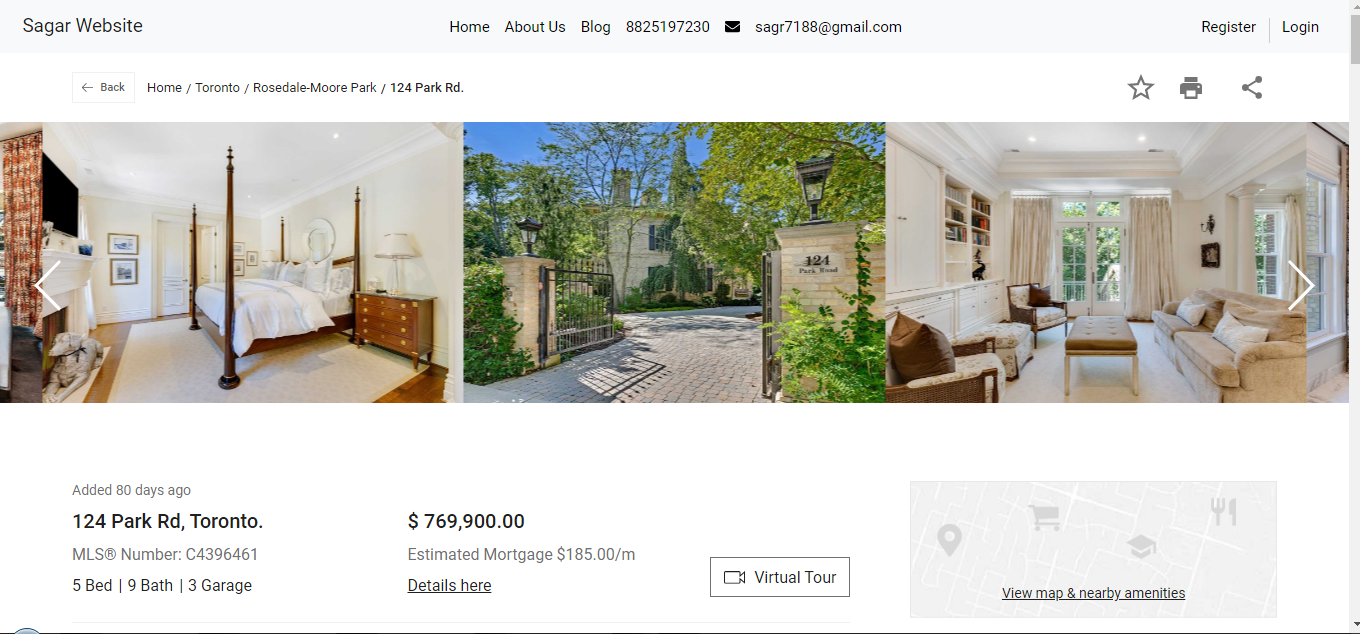 Sagar Website Home About Us Blog 8825197230 sagr7188@gmail.com Register Login
Back Home / Toronto / Rosedale-Moore Park / 124 Park Rd.
124
Park Road
Added 80 days ago
124 Park Rd, Toronto. $ 769,900.00
MLS® Number: C4396461 Estimated Mortgage $185.00/m
5 Bed | 9 Bath | 3 Garage Details here Virtual Tour
View map & nearby amenities